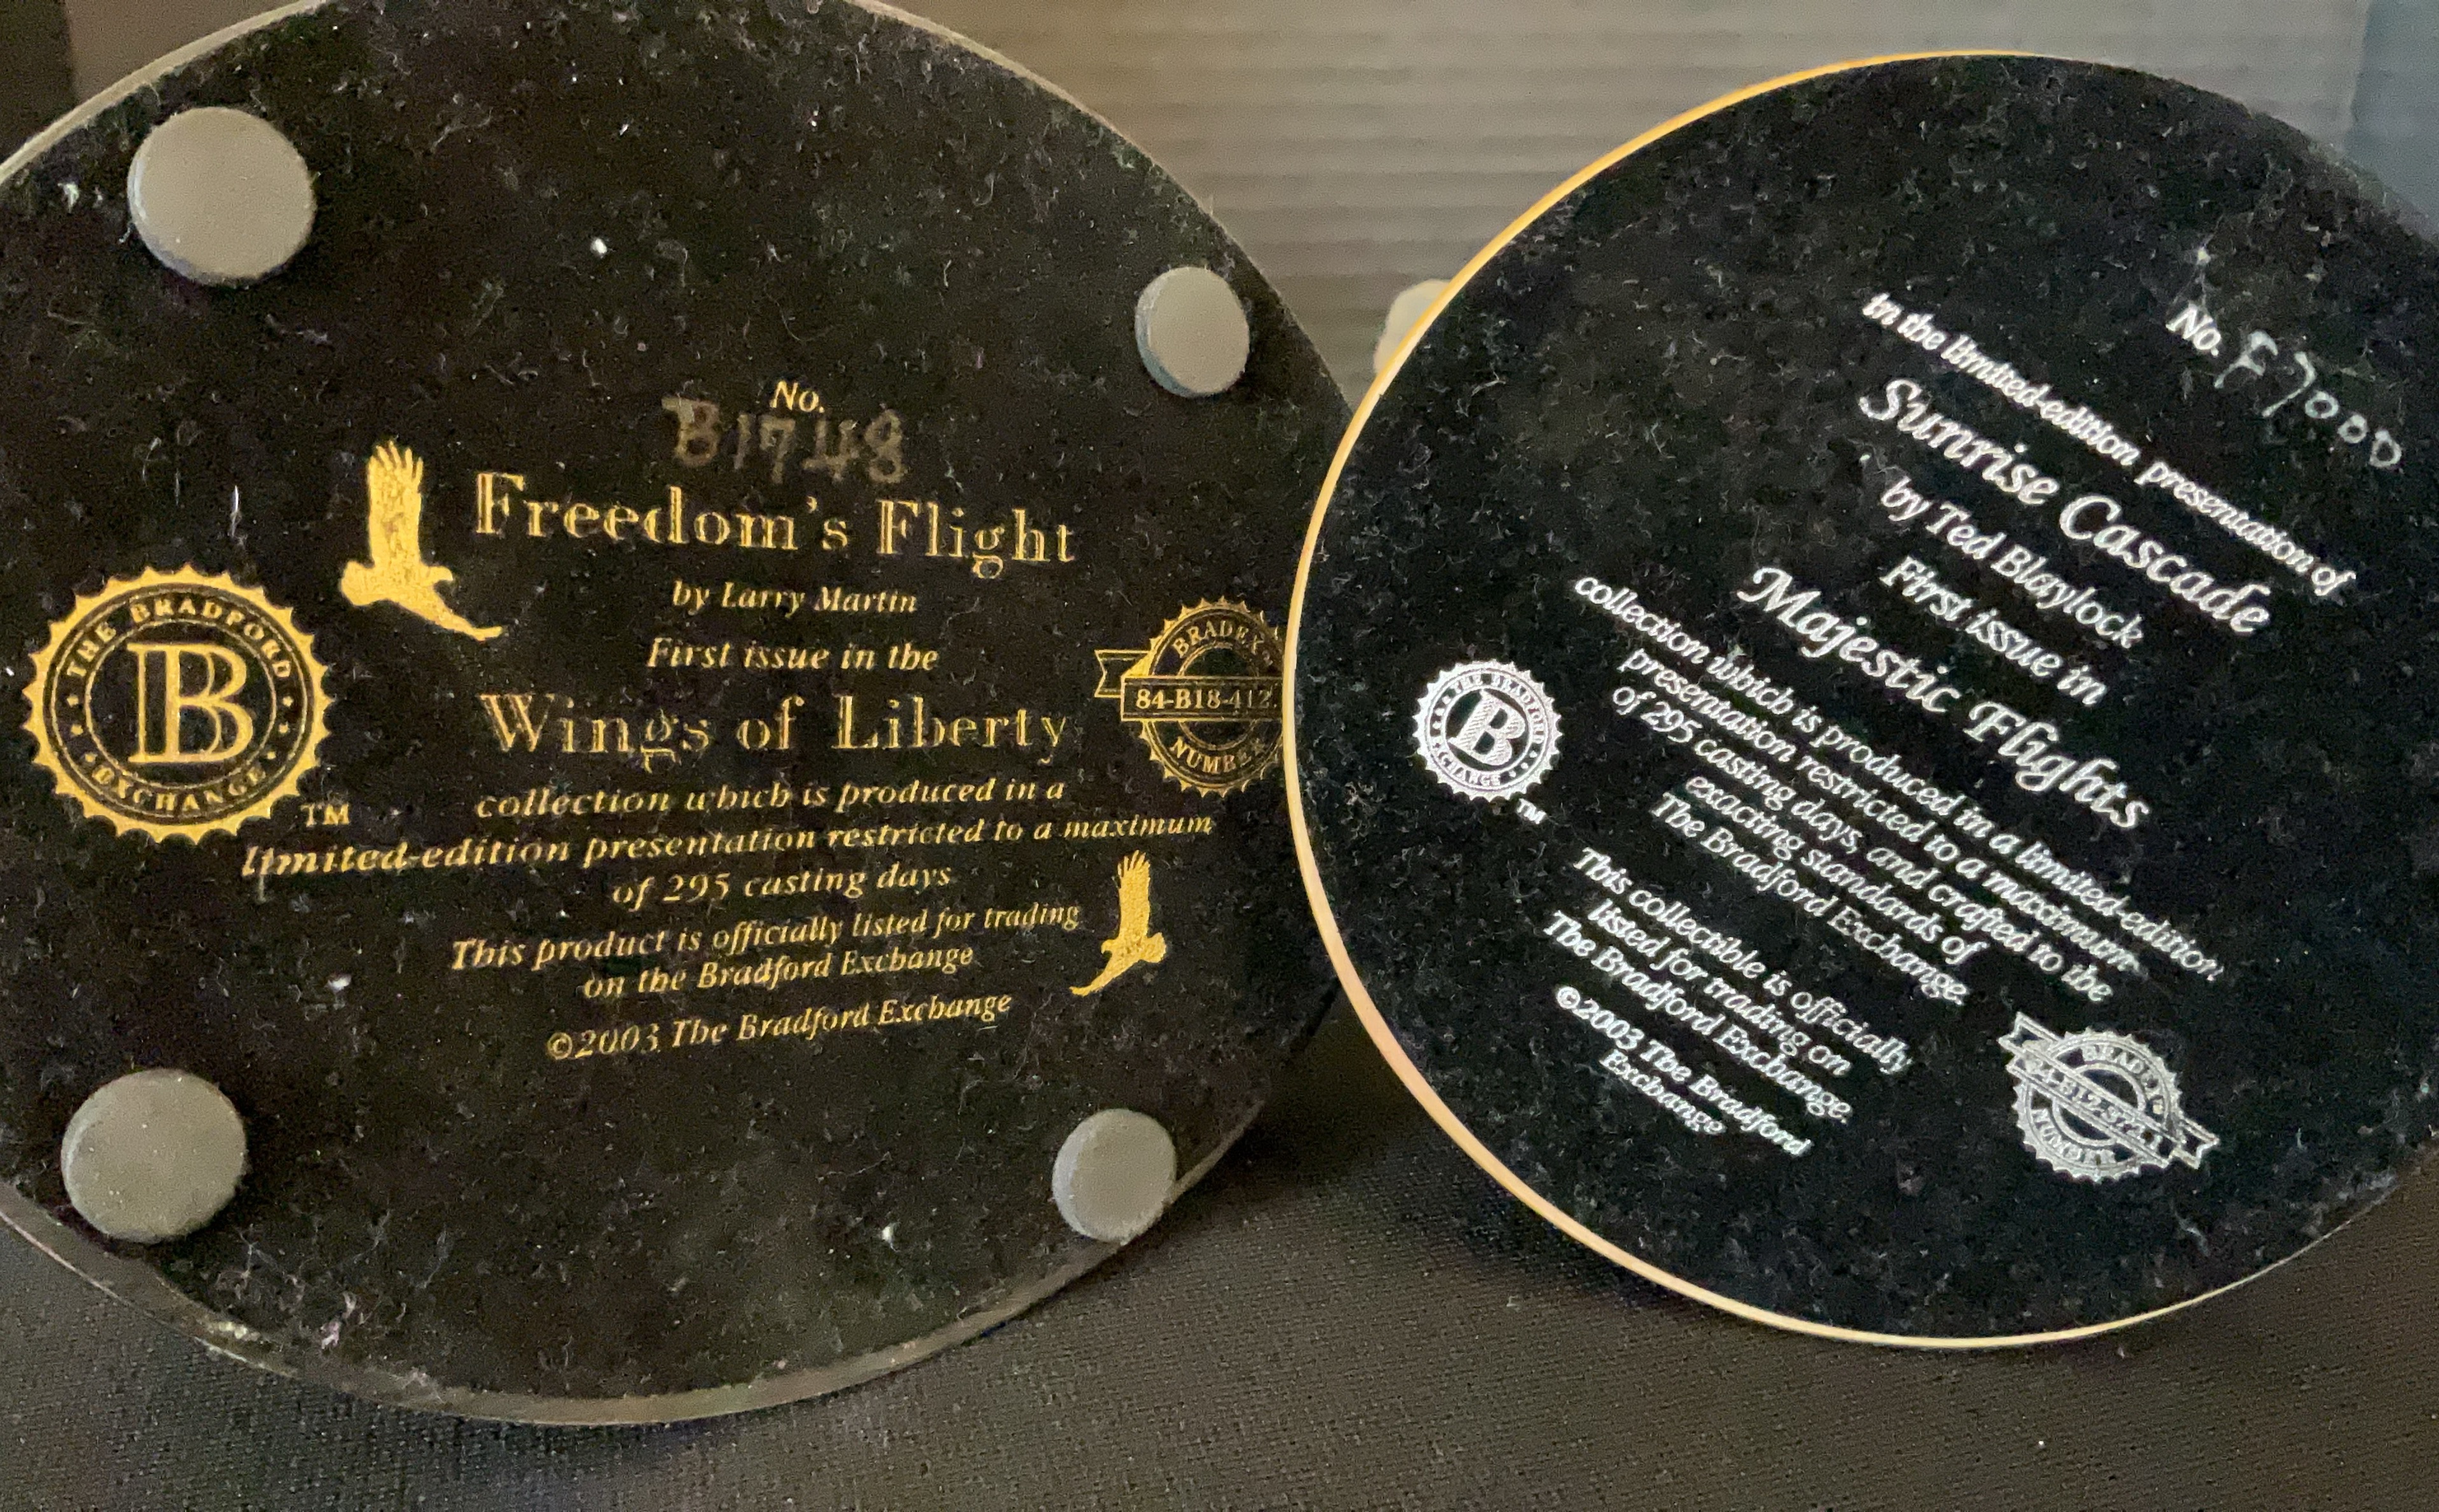 No.
B1748
Freedom's Flight
by Larry Martin
First issue in the
Wings of Liberty
collection which is produced in a
limited-edition presentation restricted to a maximum
of 295 casting days
This product is officially listed for trading
on the Bradford Exchange
©2003 The Bradford Exchange
THE BRADFORD
B
EXCHANGE
TM
BRADEX
84-B18-412
NUMBER
No. F7000
In the limited-edition presentation of
Sunrise Cascade
by Ted Blaylock
First issue in
Majestic Flights
collection which is produced in a limited-edition
presentation restricted to a maximum
of 295 casting days, and crafted to the
exacting standards of
The Bradford Exchange.
This collectible is officially
listed for trading on
The Bradford Exchange.
©2003 The Bradford
Exchange
THE BRADFORD
B
EXCHANGE
TM
BRADEX
NUMBER